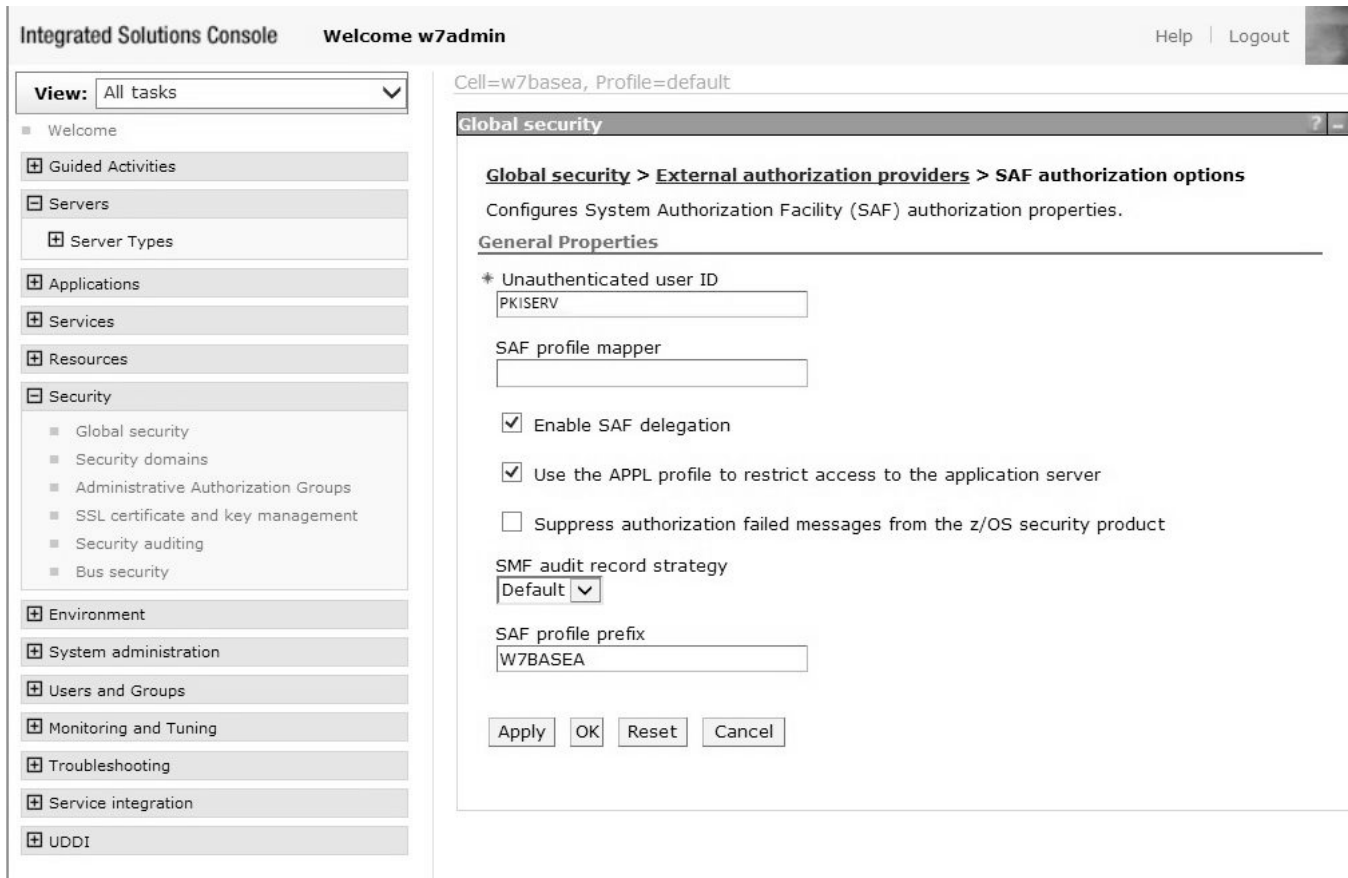 Integrated Solutions Console Welcome w7admin Help | Logout
View: All tasks
Welcome
Guided Activities
Servers
Server Types
Applications
Services
Resources
Security
Global security
Security domains
Administrative Authorization Groups
SSL certificate and key management
Security auditing
Bus security
Environment
System administration
Users and Groups
Monitoring and Tuning
Troubleshooting
Service integration
UDDI
Cell=w7basea, Profile=default
Global security ? -
Global security > External authorization providers > SAF authorization options
Configures System Authorization Facility (SAF) authorization properties.
General Properties
* Unauthenticated user ID
PKISERV
SAF profile mapper
Enable SAF delegation
Use the APPL profile to restrict access to the application server
Suppress authorization failed messages from the z/OS security product
SMF audit record strategy
Default
SAF profile prefix
W7BASEA
Apply OK Reset Cancel